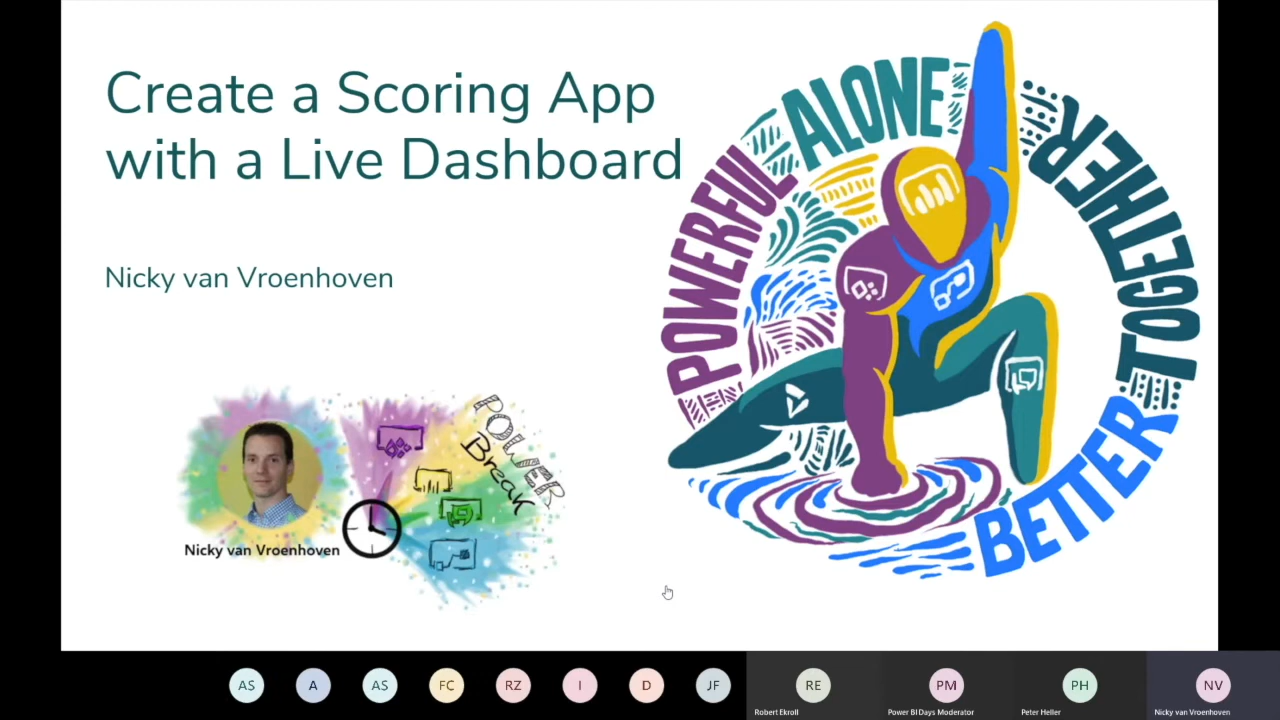 Create a Scoring App
with a Live Dashboard
Nicky van Vroenhoven
POWERFUL ALONE
BETTER TOGETHER
POWER
Break
Nicky van Vroenhoven
AS
A
AS
FC
RZ
I
D
JF
RE
PM
PH
NV
Robert Ekroll
Power BI Days Moderator
Peter Heller
Nicky van Vroenhoven